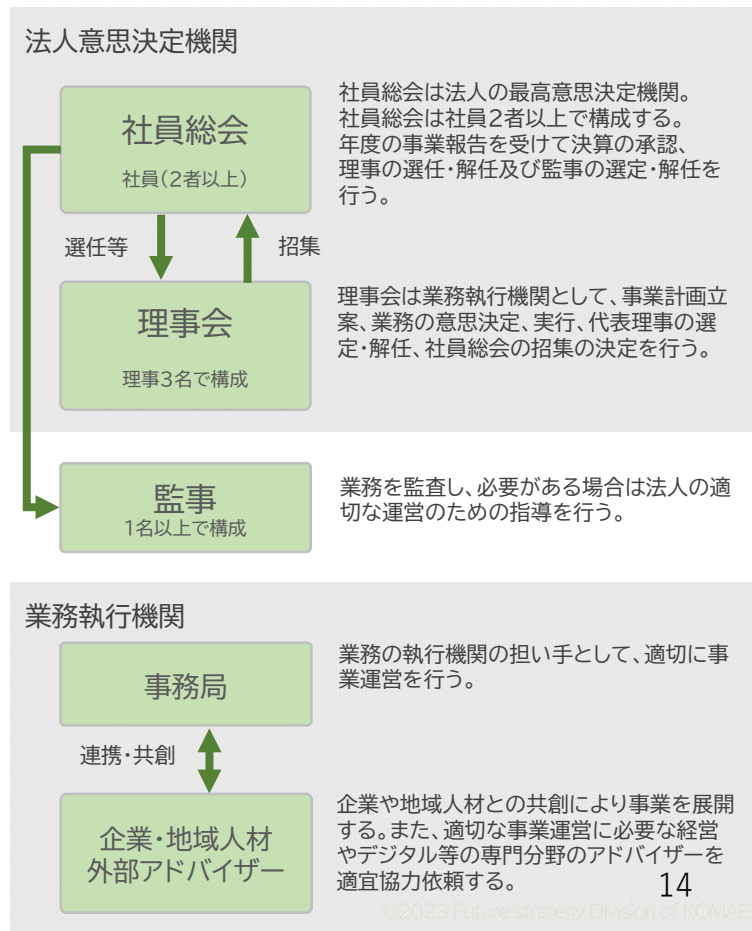 法人意思決定機関
社員総会
社員(2者以上)
社員総会は法人の最高意思決定機関。
社員総会は社員2者以上で構成する。
年度の事業報告を受けて決算の承認、
理事の選任・解任及び監事の選定・解任を
行う。
選任等
招集
理事会
理事3名で構成
理事会は業務執行機関として、事業計画立
案、業務の意思決定、実行、代表理事の選
定・解任、社員総会の招集の決定を行う。
監事
1名以上で構成
業務を監査し、必要がある場合は法人の適
切な運営のための指導を行う。
業務執行機関
事務局
業務の執行機関の担い手として、適切に事
業運営を行う。
連携・共創
企業・地域人材
外部アドバイザー
企業や地域人材との共創により事業を展開
する。また、適切な事業運営に必要な経営
やデジタル等の専門分野のアドバイザーを
適宜協力依頼する。
14
©2023 Future strategy Division of KOMAE